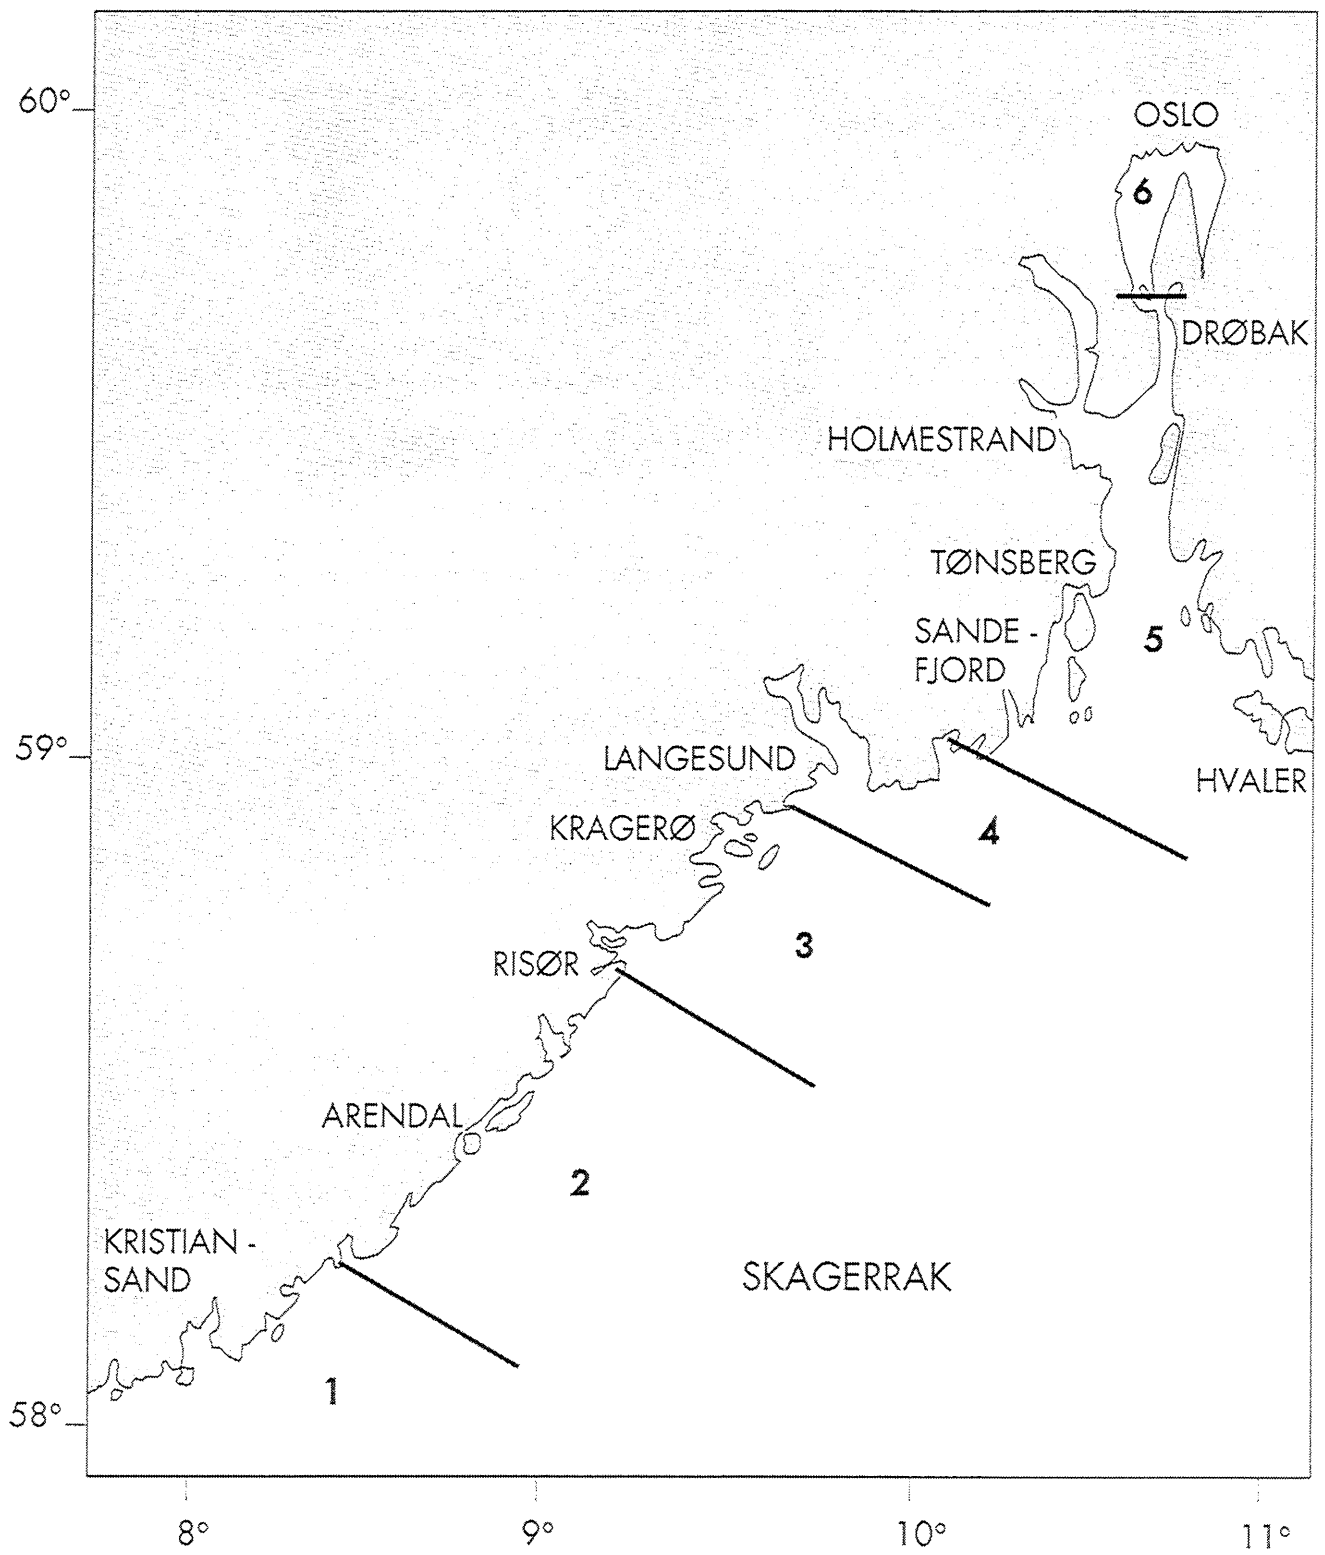 60°
OSLO
6
DRØBAK
HOLMESTRAND
TØNSBERG
SANDE -
FJORD
5
59°
LANGESUND
HVALER
KRAGERØ
4
3
RISØR
ARENDAL
2
KRISTIAN -
SAND
SKAGERRAK
1
58°
8°
9°
10°
11°